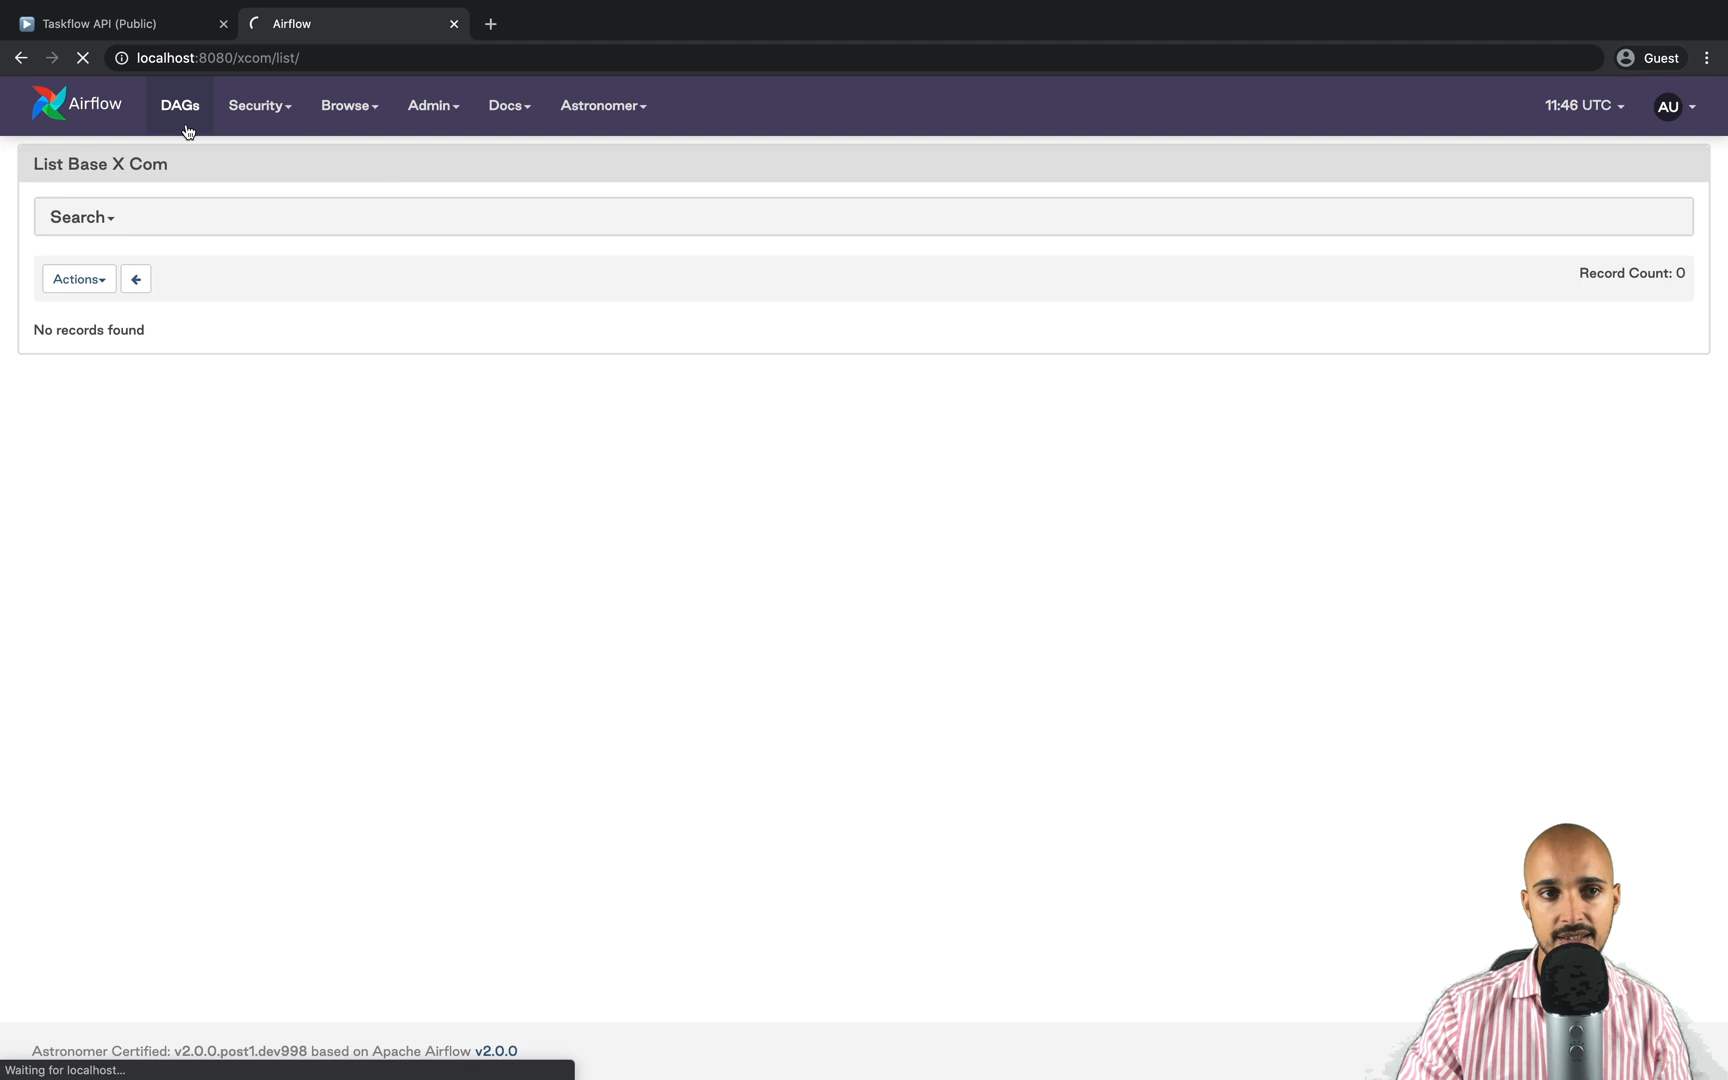 Taskflow API (Public)
Airflow
localhost:8080/xcom/list/
Guest
Airflow
DAGs
Security
Browse
Admin
Docs
Astronomer
11:46 UTC
AU
List Base X Com
Search
Actions
Record Count: 0
No records found
Astronomer Certified: v2.0.0.post1.dev998 based on Apache Airflow v2.0.0
Waiting for localhost...